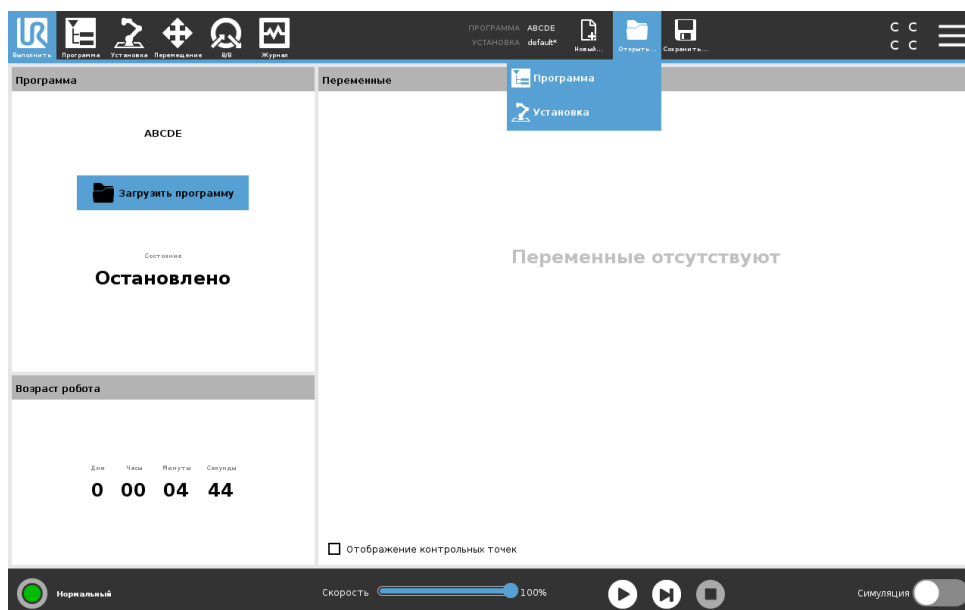 ПРОГРАММА ABCDE
УСТАНОВКА default*
Выполнить Программа Установка Перемещение В/В Журнал
Новый... Открыть... Сохранить...
C C
C C
Программа
Установка
Программа
ABCDE
Загрузить программу
Состояние
Остановлено
Переменные
Переменные отсутствуют
Возраст робота
Дни Часы Минуты Секунды
0 00 04 44
Отображение контрольных точек
Нормальный
Скорость 100%
Симуляция